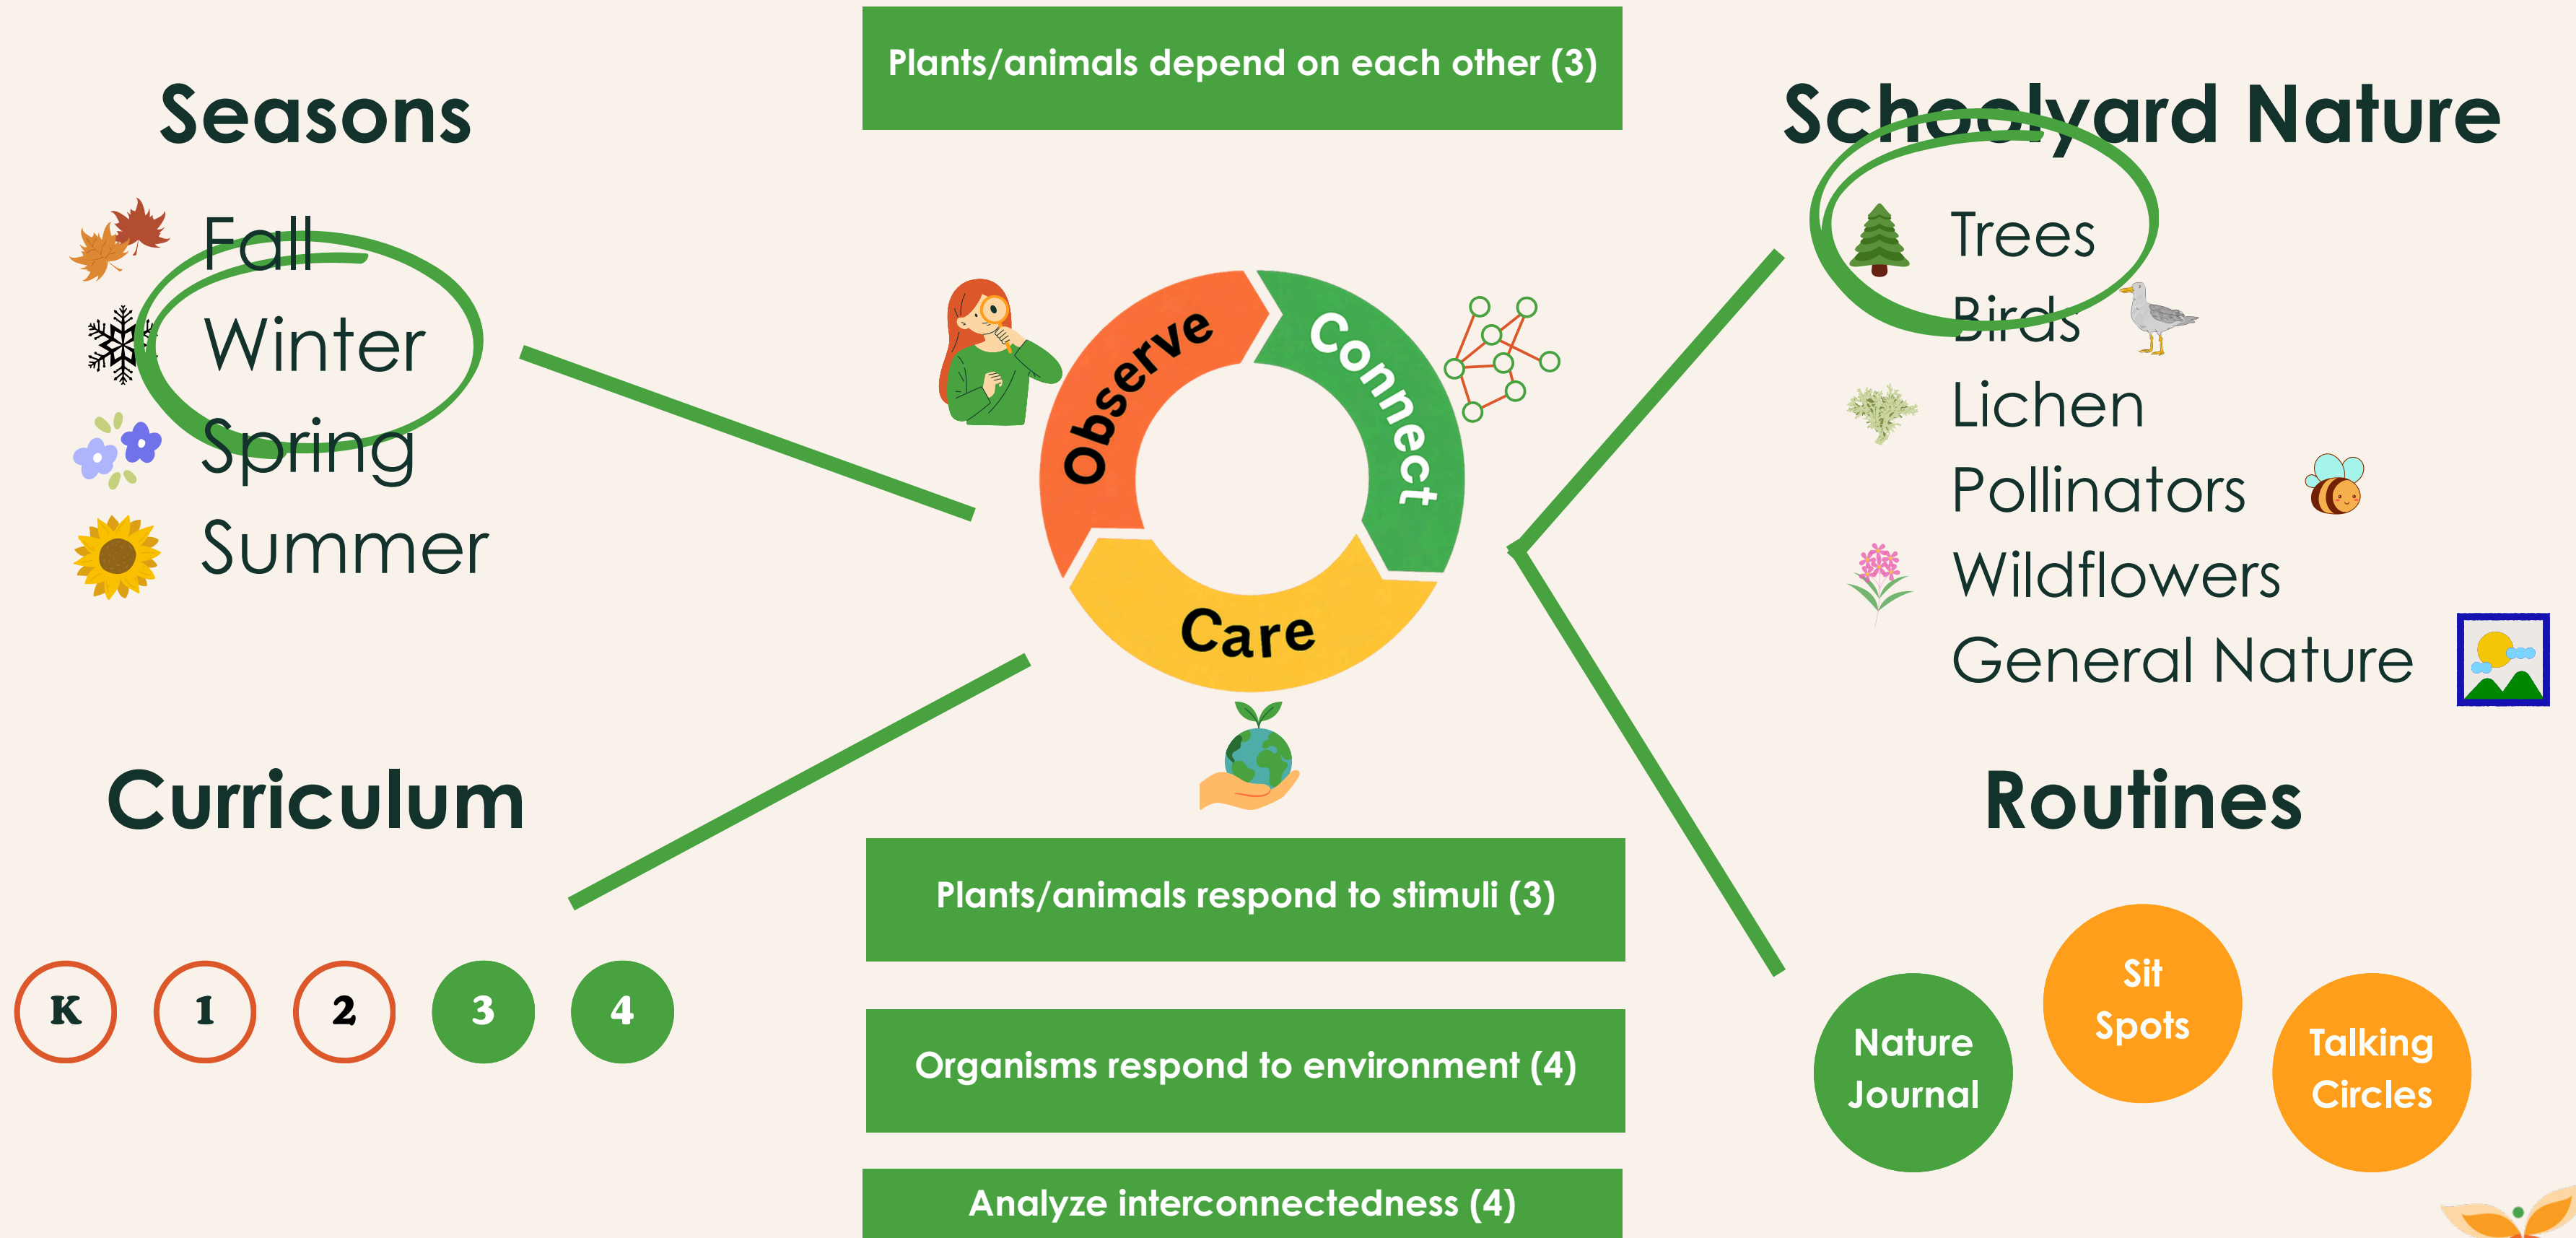 Plants/animals depend on each other (3)
Seasons
Fall
Winter
Spring
Summer
Observe
Connect
Care
Schoolyard Nature
Trees
Birds
Lichen
Pollinators
Wildflowers
General Nature
Curriculum
K 1 2 3 4
Plants/animals respond to stimuli (3)
Organisms respond to environment (4)
Analyze interconnectedness (4)
Routines
Nature
Journal
Sit
Spots
Talking
Circles